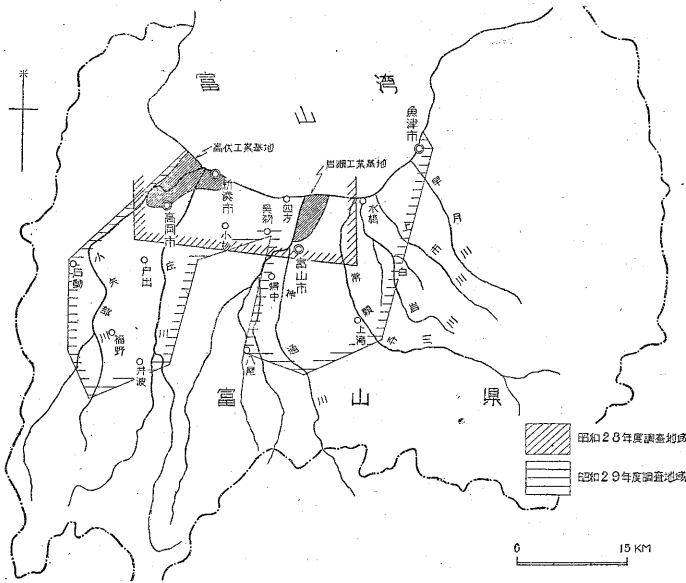 富山湾
魚津市
高伏工業基地
岩瀬工業基地
新湊市
四方
水橋
高岡市
呉羽
小杉
富山市
早月川
石動
戸出
小矢部川
庄川
婦中
神通川
常願寺川
白岩川
上市川
上滝
三
福野
井波
八尾
富山県
昭和28年度調査地域
昭和29年度調査地域
0 15 KM